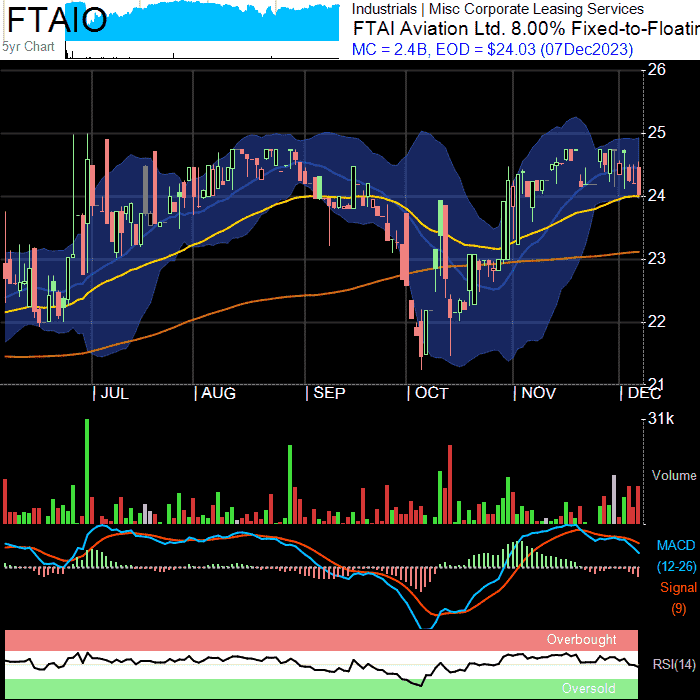 FTAIO
5yr Chart
Industrials | Misc Corporate Leasing Services
FTAI Aviation Ltd. 8.00% Fixed-to-Floatin
MC = 2.4B, EOD = $24.03 (07Dec2023)
26
25
24
23
22
21
| JUL | AUG | SEP | OCT | NOV | DEC
31k
Volume
MACD
(12-26)
Signal
(9)
Overbought
RSI(14)
Oversold